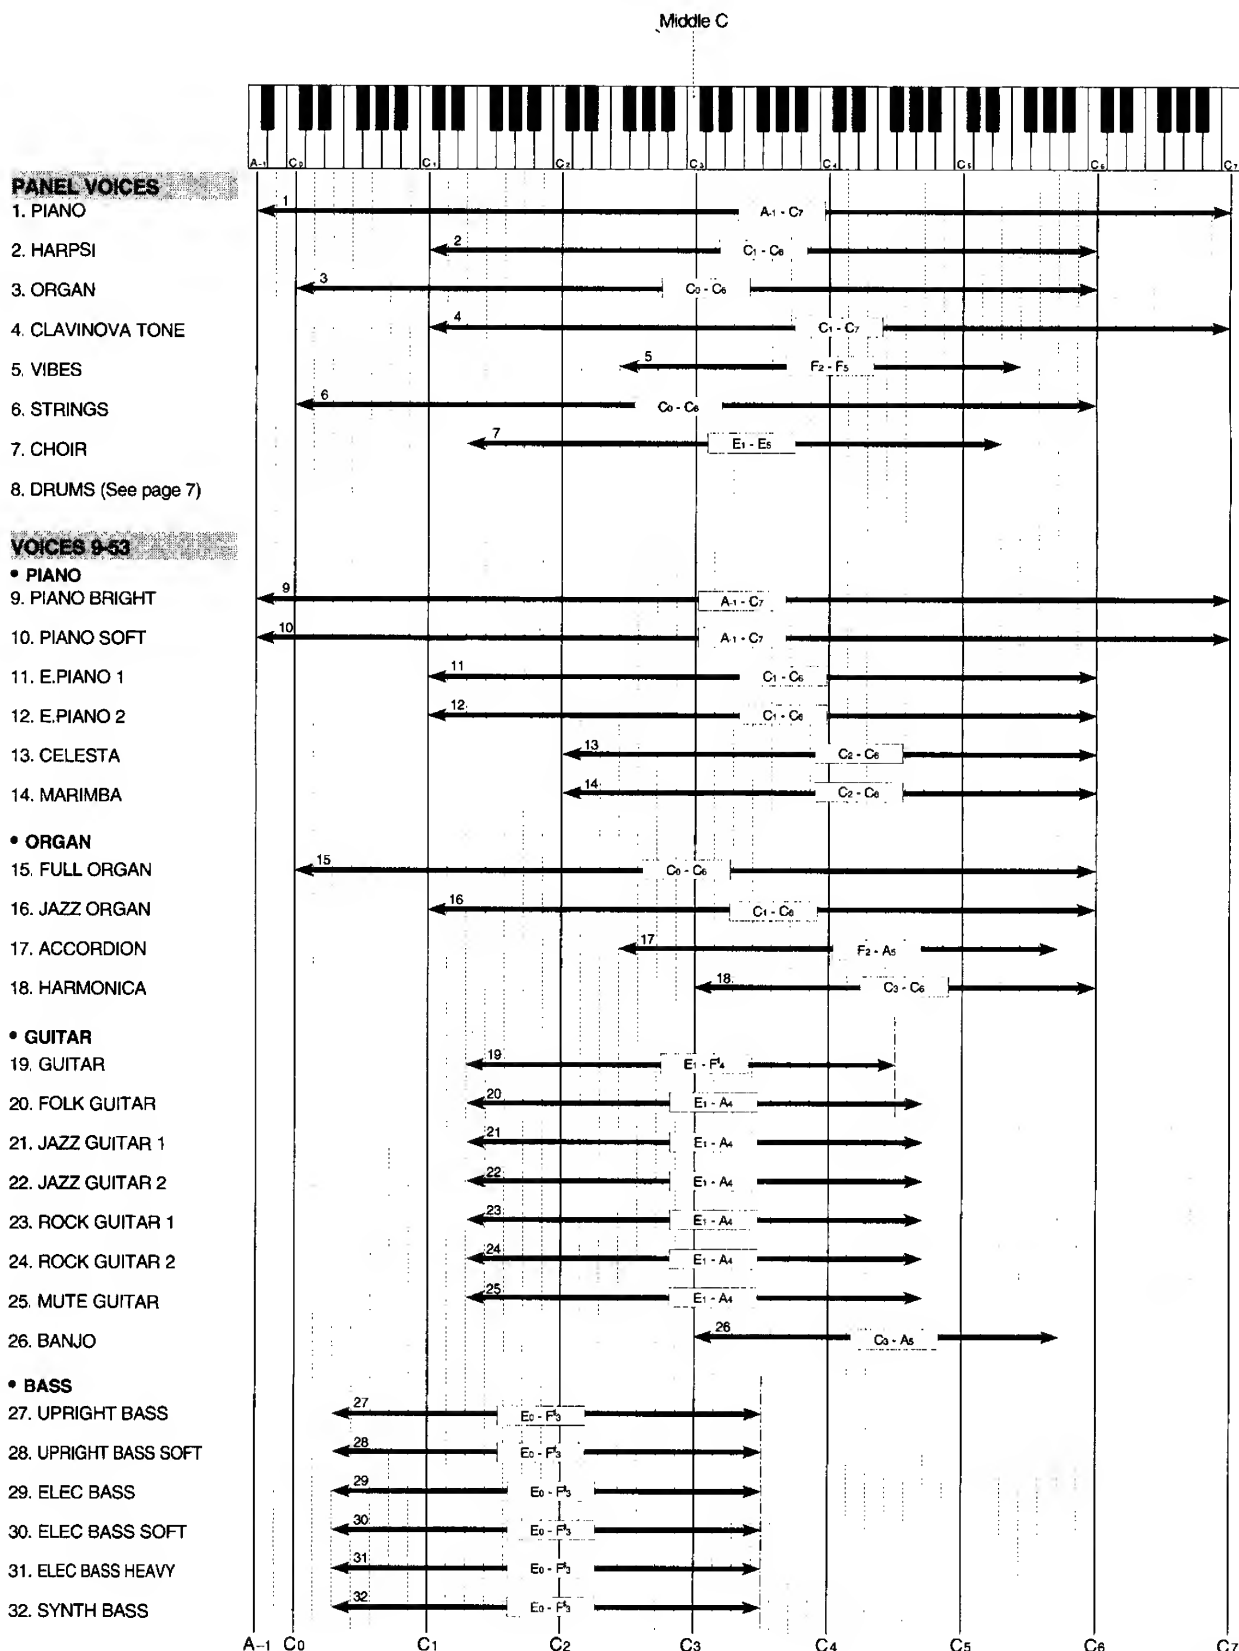 Middle C
A-1 C0 C1 C2 C3 C4 C5 C6 C7
PANEL VOICES
1. PIANO 1 A-1 - C7
2. HARPSI 2 C1 - C6
3. ORGAN 3 C0 - C6
4. CLAVINOVA TONE 4 C1 - C7
5. VIBES 5 F2 - F5
6. STRINGS 6 C0 - C6
7. CHOIR 7 E1 - E5
8. DRUMS (See page 7)
VOICES 9-53
• PIANO
9. PIANO BRIGHT 9 A-1 - C7
10. PIANO SOFT 10 A-1 - C7
11. E.PIANO 1 11 C1 - C6
12. E.PIANO 2 12 C1 - C6
13. CELESTA 13 C2 - C6
14. MARIMBA 14 C2 - C6
• ORGAN
15. FULL ORGAN 15 C0 - C6
16. JAZZ ORGAN 16 C1 - C6
17. ACCORDION 17 F2 - A5
18. HARMONICA 18 C3 - C6
• GUITAR
19. GUITAR 19 E1 - F♯4
20. FOLK GUITAR 20 E1 - A4
21. JAZZ GUITAR 1 21 E1 - A4
22. JAZZ GUITAR 2 22 E1 - A4
23. ROCK GUITAR 1 23 E1 - A4
24. ROCK GUITAR 2 24 E1 - A4
25. MUTE GUITAR 25 E1 - A4
26. BANJO 26 C3 - A5
• BASS
27. UPRIGHT BASS 27 E0 - F♯3
28. UPRIGHT BASS SOFT 28 E0 - F♯3
29. ELEC BASS 29 E0 - F♯3
30. ELEC BASS SOFT 30 E0 - F♯3
31. ELEC BASS HEAVY 31 E0 - F♯3
32. SYNTH BASS 32 E0 - F♯3
A-1 C0 C1 C2 C3 C4 C5 C6 C7